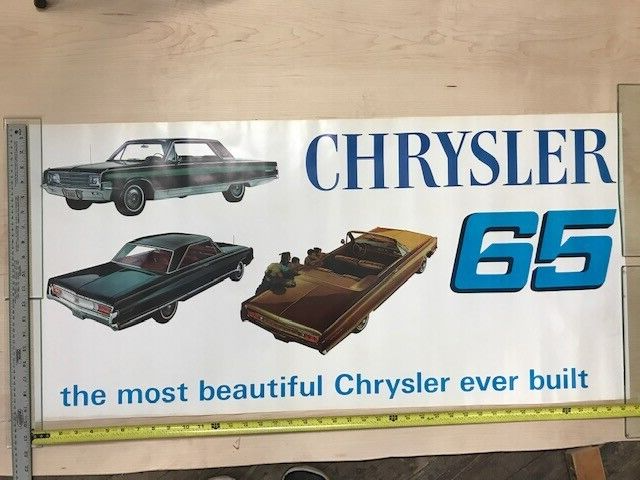 CHRYSLER
65
the most beautiful Chrysler ever built